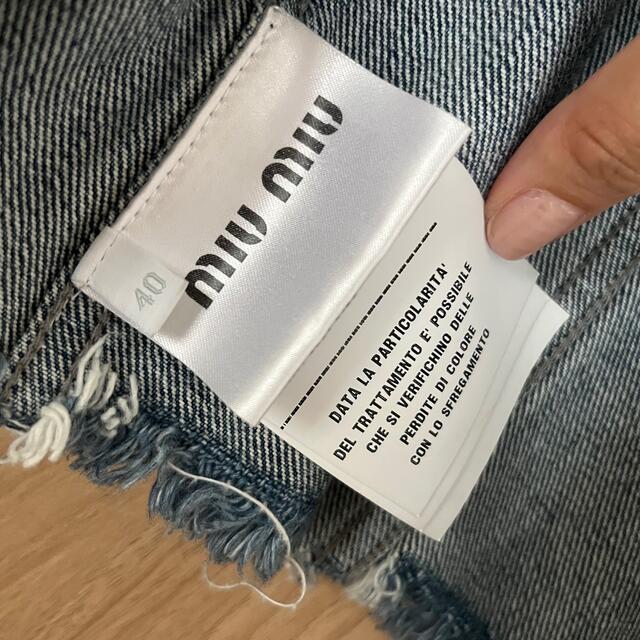 MIU MIU
40
DATA LA PARTICOLARITA'
DEL TRATTAMENTO E' POSSIBILE
CHE SI VERIFICHINO DELLE
PERDITE DI COLORE
CON LO SFREGAMENTO